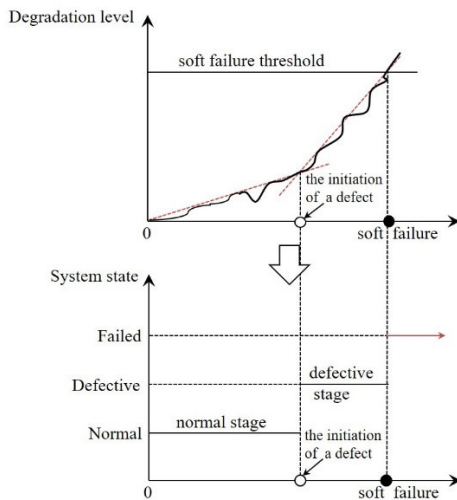 Degradation level
soft failure threshold
the initiation
of a defect
0
soft failure
System state
Failed
Defective
defective
stage
Normal
normal stage
the initiation
of a defect
0
soft failure